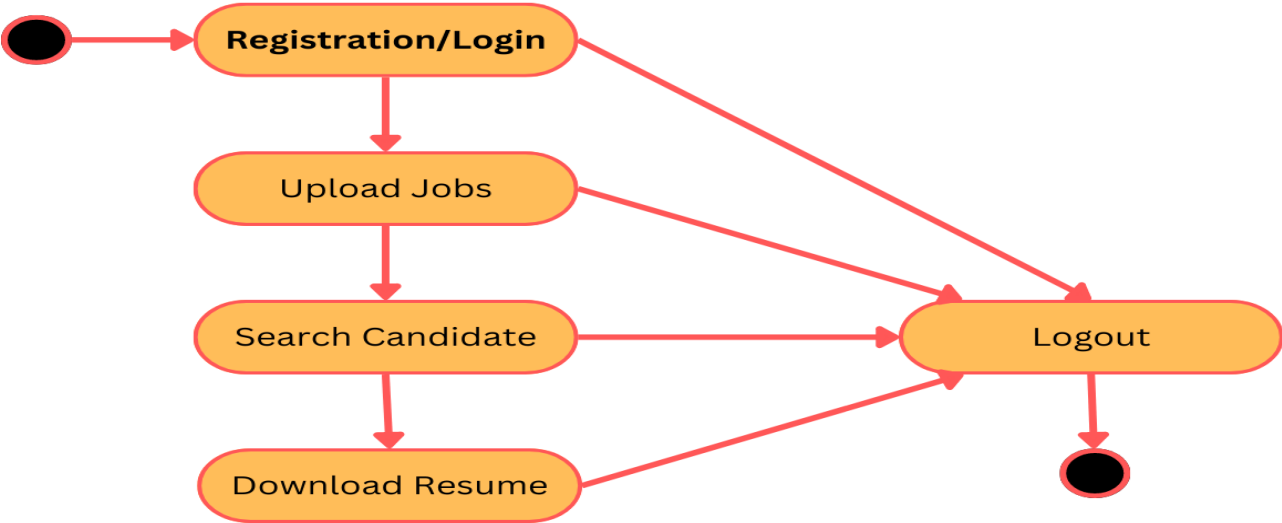 Registration/Login
Upload Jobs
Search Candidate
Logout
Download Resume